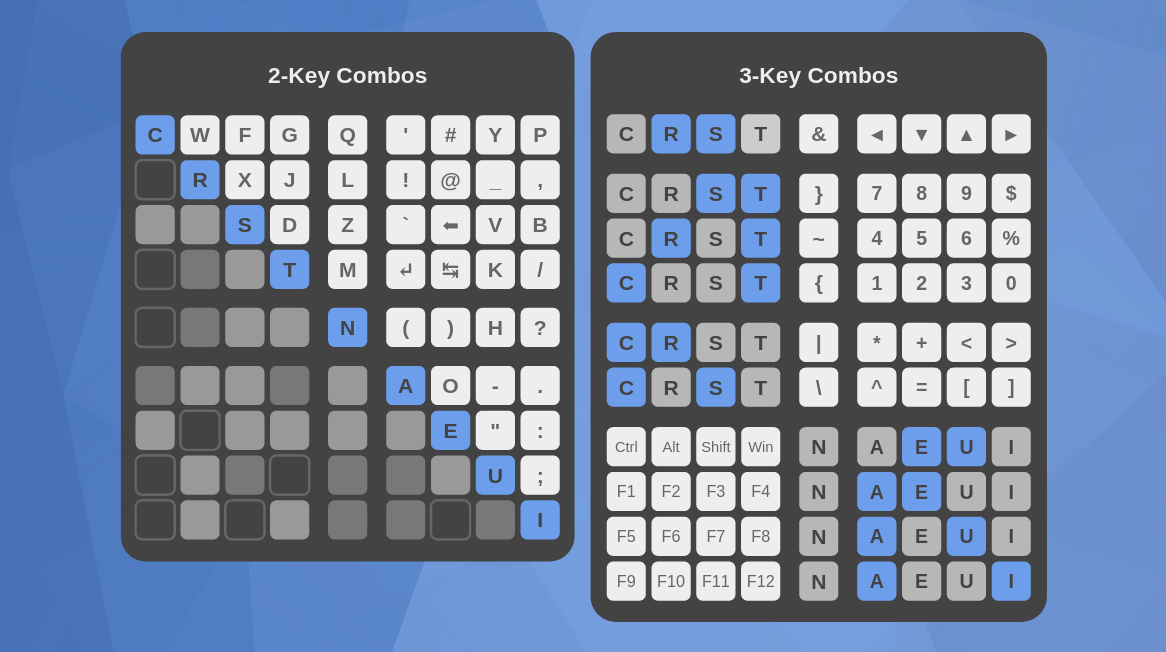 2-Key Combos
C W F G Q ' # Y P
R X J L ! @ _ ,
S D Z ` ⬅ V B
T M ↲ ↹ K /
N ( ) H ?
A O - .
E " :
U ;
I
3-Key Combos
C R S T & ◄ ▼ ▲ ►
C R S T } 7 8 9 $
C R S T ~ 4 5 6 %
C R S T { 1 2 3 0
C R S T | * + < >
C R S T \ ^ = [ ]
Ctrl Alt Shift Win N A E U I
F1 F2 F3 F4 N A E U I
F5 F6 F7 F8 N A E U I
F9 F10 F11 F12 N A E U I